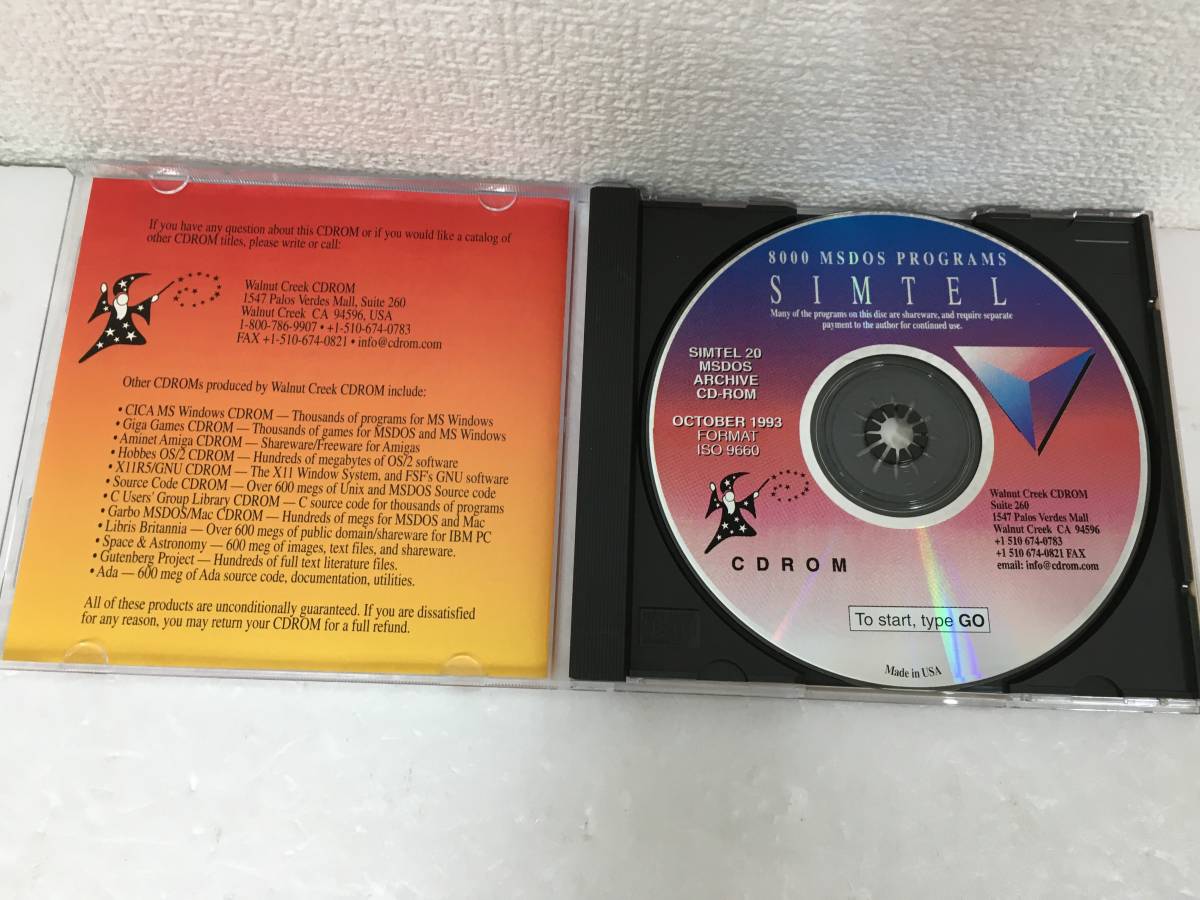 If you have any question about this CDROM or if you would like a catalog of
other CDROM titles, please write or call:
Walnut Creek CDROM
1547 Palos Verdes Mall, Suite 260
Walnut Creek CA 94596, USA
1-800-786-9907 • +1-510-674-0783
FAX +1-510-674-0821 • info@cdrom.com
Other CDROMs produced by Walnut Creek CDROM include:
• CICA MS Windows CDROM — Thousands of programs for MS Windows
• Giga Games CDROM — Thousands of games for MSDOS and MS Windows
• Aminet Amiga CDROM — Shareware/Freeware for Amigas
• Hobbes OS/2 CDROM — Hundreds of megabytes of OS/2 software
• X11R5/GNU CDROM — The X11 Window System, and FSF's GNU software
• Source Code CDROM — Over 600 megs of Unix and MSDOS Source code
• C Users' Group Library CDROM — C source code for thousands of programs
• Garbo MSDOS/Mac CDROM — Hundreds of megs for MSDOS and Mac
• Libris Britannia — Over 600 megs of public domain/shareware for IBM PC
• Space & Astronomy — 600 meg of images, text files, and shareware.
• Gutenberg Project — Hundreds of full text literature files.
• Ada — 600 meg of Ada source code, documentation, utilities.
All of these products are unconditionally guaranteed. If you are dissatisfied
for any reason, you may return your CDROM for a full refund.
8000 MSDOS PROGRAMS
SIMTEL
Many of the programs on this disc are shareware, and require separate
payment to the author for continued use.
SIMTEL 20
MSDOS
ARCHIVE
CD-ROM
OCTOBER 1993
FORMAT
ISO 9660
CDROM
Walnut Creek CDROM
Suite 260
1547 Palos Verdes Mall
Walnut Creek CA 94596
+1 510 674-0783
+1 510 674-0821 FAX
email: info@cdrom.com
To start, type GO
Made in USA